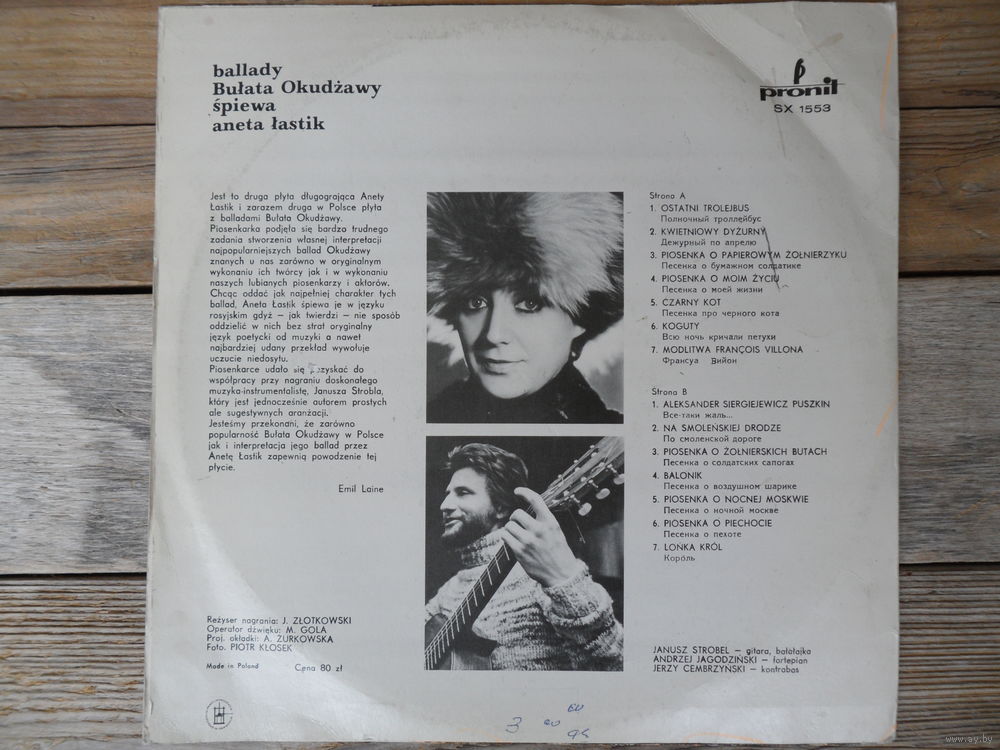 ballady
Bułata Okudżawy
śpiewa
aneta łastik
pronit
SX 1553
Jest to druga płyta długogrająca Anety
Łastik i zarazem druga w Polsce płyta
z balladami Bułata Okudżawy.
Piosenkarka podjęła się bardzo trudnego
zadania stworzenia własnej interpretacji
najpopularniejszych ballad Okudżawy
znanych u nas zarówno w oryginalnym
wykonaniu ich twórcy jak i w wykonaniu
naszych lubianych piosenkarzy i aktorów.
Chcąc oddać jak najpełniej charakter tych
ballad, Aneta Łastik śpiewa je w języku
rosyjskim gdyż – jak twierdzi – nie sposób
oddzielić w nich bez strat oryginalny
język poetycki od muzyki a nawet
najbardziej udany przekład wywołuje
uczucie niedosytu.
Piosenkarce udało się pozyskać do
współpracy przy nagraniu doskonałego
muzyka-instrumentalistę, Janusza Strobla,
który jest jednocześnie autorem prostych
ale sugestywnych aranżacji.
Jesteśmy przekonani, że zarówno
popularność Bułata Okudżawy w Polsce
jak i interpretacja jego ballad przez
Anetę Łastik zapewnią powodzenie tej
płycie.
Emil Laine
Reżyser nagrania: J. ZŁOTKOWSKI
Operator dźwięku: M. GOLA
Proj. okładki: A. ŻURKOWSKA
Foto. PIOTR KŁOSEK
Made in Poland Cena 80 zł
Strona A
1. OSTATNI TROLEJBUS
Полночный троллейбус
2. KWIETNIOWY DYŻURNY
Дежурный по апрелю
3. PIOSENKA O PAPIEROWYM ŻOŁNIERZYKU
Песенка о бумажном солдатике
4. PIOSENKA O MOIM ŻYCIU
Песенка о моей жизни
5. CZARNY KOT
Песенка про черного кота
6. KOGUTY
Всю ночь кричали петухи
7. MODLITWA FRANÇOIS VILLONA
Франсуа Вийон
Strona B
1. ALEKSANDER SIERGIEJEWICZ PUSZKIN
Все-таки жаль...
2. NA SMOLEŃSKIEJ DRODZE
По смоленской дороге
3. PIOSENKA O ŻOŁNIERSKICH BUTACH
Песенка о солдатских сапогах
4. BALONIK
Песенка о воздушном шарике
5. PIOSENKA O NOCNEJ MOSKWIE
Песенка о ночной москве
6. PIOSENKA O PIECHOCIE
Песенка о пехоте
7. LONKA KRÓL
Король
JANUSZ STROBEL – gitara, bałałajka
ANDRZEJ JAGODZIŃSKI – fortepian
JERZY CEMBRZYŃSKI – kontrabas
3
www.ay.by